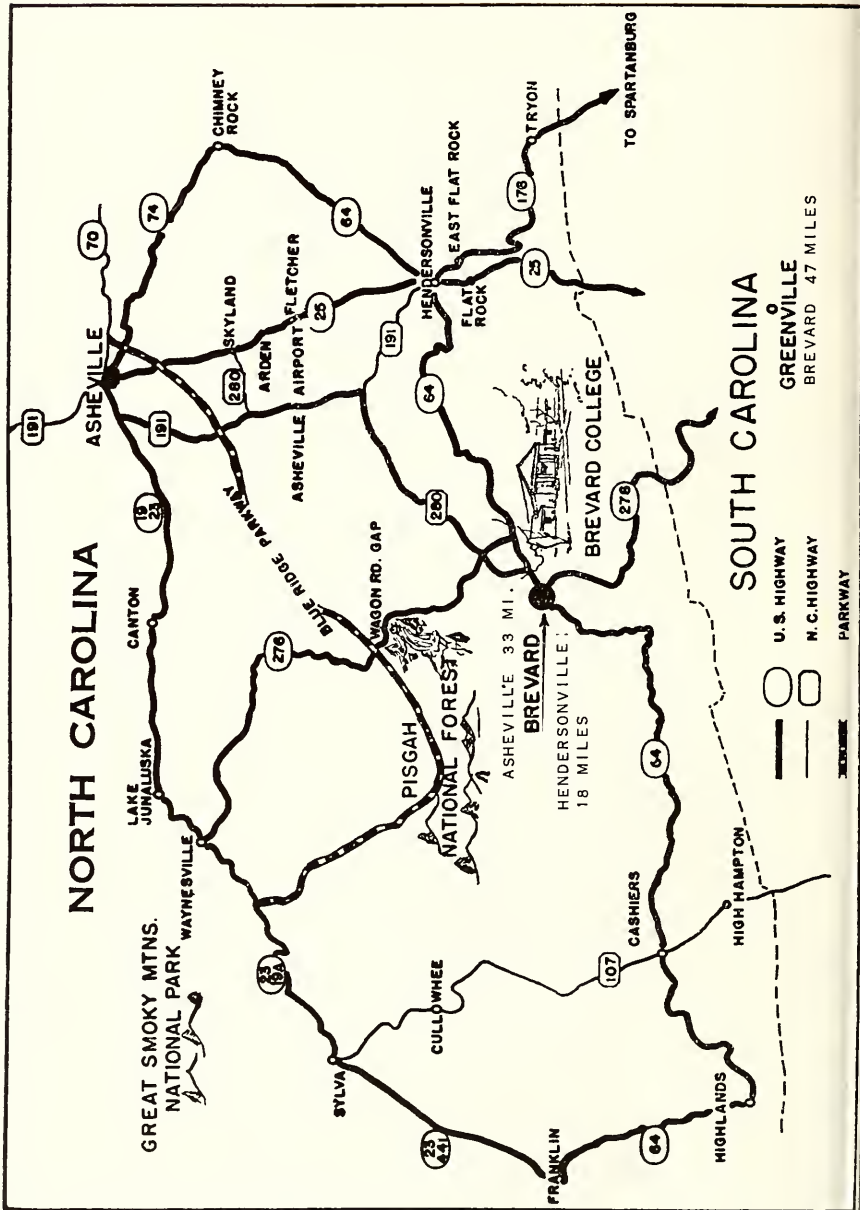 NORTH CAROLINA
GREAT SMOKY MTNS.
NATIONAL PARK
WAYNESVILLE
LAKE
JUNALUSKA
CANTON
19
23
191
ASHEVILLE
70
74
CHIMNEY
ROCK
191
SKYLAND
280
ARDEN
FLETCHER
ASHEVILLE AIRPORT
25
64
BLUE RIDGE PARKWAY
276
WAGON RD. GAP
191
HENDERSONVILLE
EAST FLAT ROCK
FLAT
ROCK
64
280
176
TRYON
25
TO SPARTANBURG
23
19A
SYLVA
CULLOWHEE
PISGAH
NATIONAL FOREST
ASHEVILLE 33 MI.
BREVARD
HENDERSONVILLE:
18 MILES
BREVARD COLLEGE
276
23
441
FRANKLIN
64
HIGHLANDS
107
CASHIERS
HIGH HAMPTON
64
SOUTH CAROLINA
GREENVILLE
BREVARD 47 MILES
U.S. HIGHWAY
N.C. HIGHWAY
PARKWAY